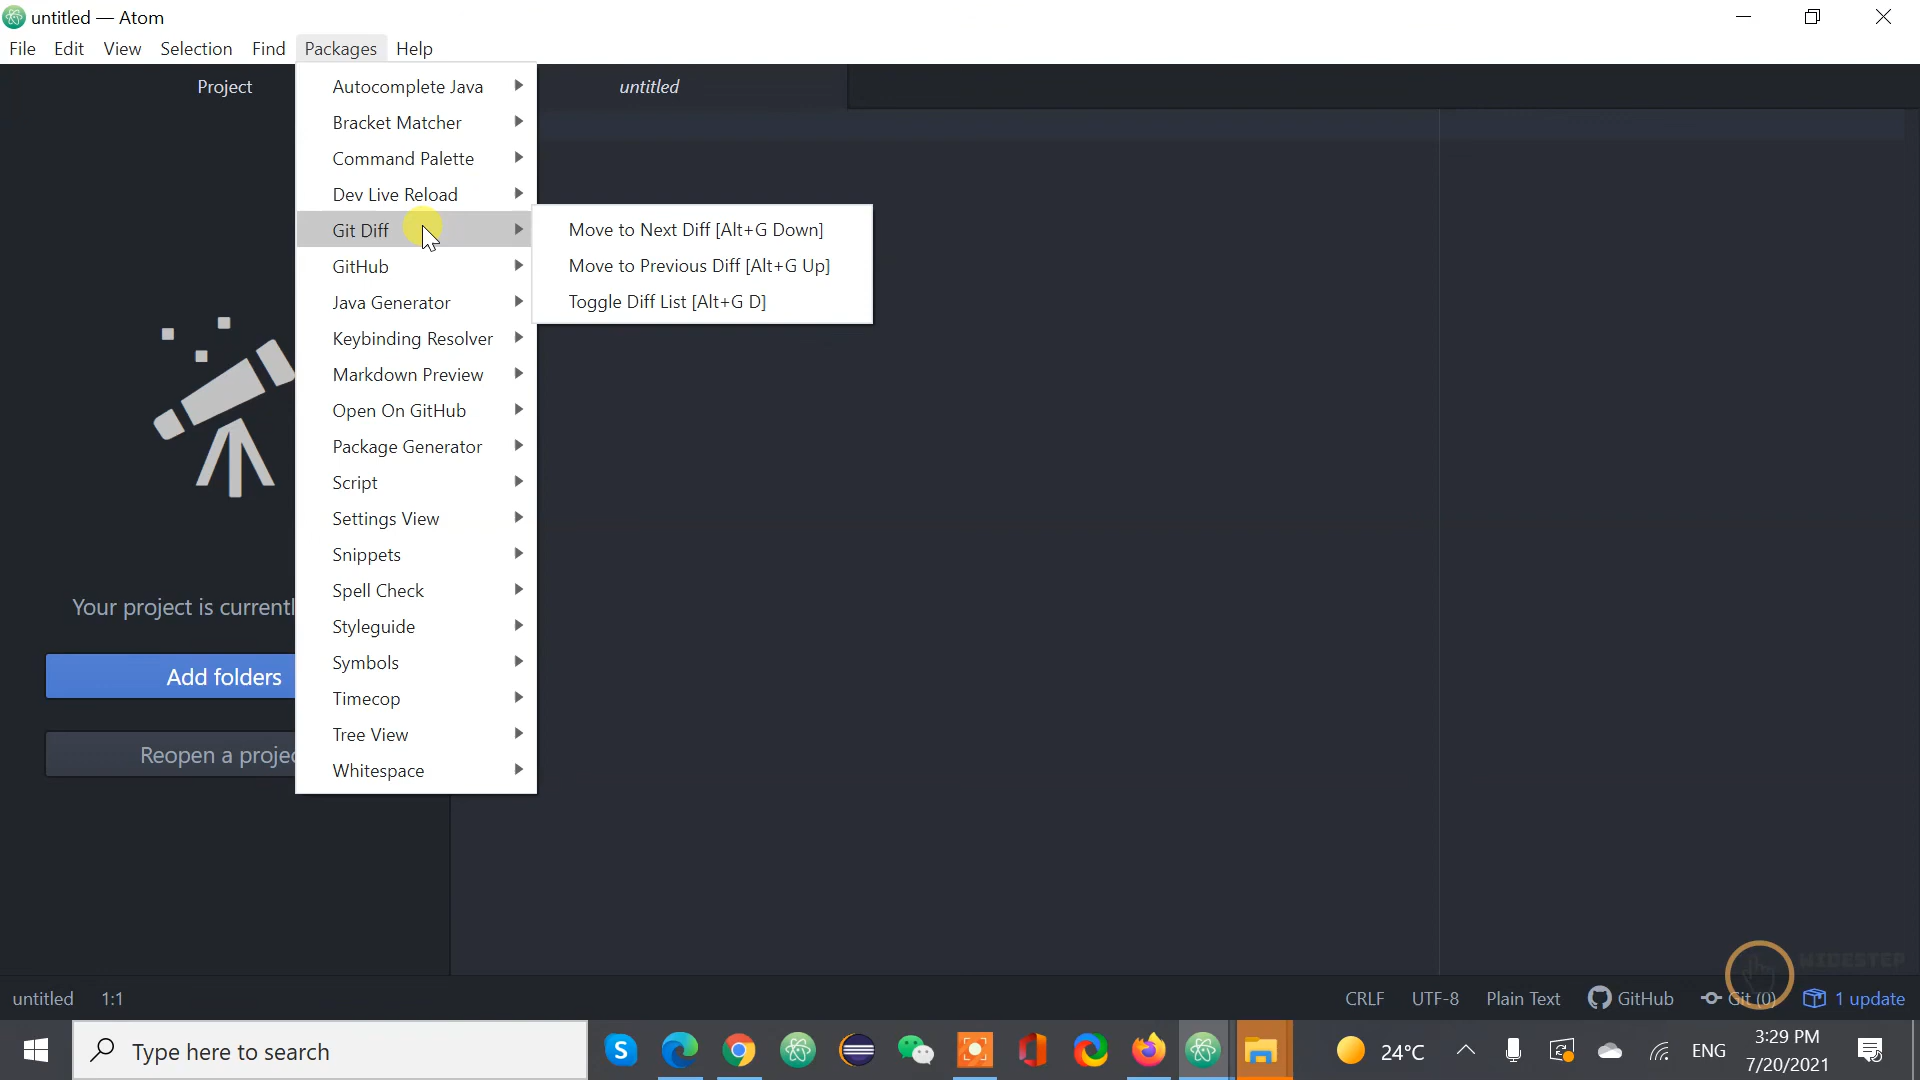 untitled — Atom
File Edit View Selection Find Packages Help
Project
untitled
Autocomplete Java
Bracket Matcher
Command Palette
Dev Live Reload
Git Diff
GitHub
Java Generator
Keybinding Resolver
Markdown Preview
Open On GitHub
Package Generator
Script
Settings View
Snippets
Spell Check
Styleguide
Symbols
Timecop
Tree View
Whitespace
Move to Next Diff [Alt+G Down]
Move to Previous Diff [Alt+G Up]
Toggle Diff List [Alt+G D]
Your project is currentl
Add folders
Reopen a projec
WIDESTEP
untitled 1:1 CRLF UTF-8 Plain Text GitHub Git (0) 1 update
Type here to search
24°C ENG
3:29 PM
7/20/2021